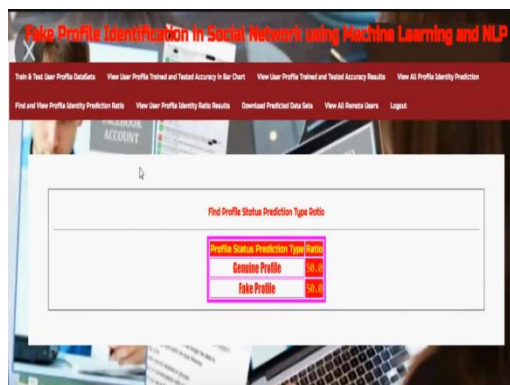 Fake Profile Identification in Social Network using Machine Learning and NLP
Train & Test User Profile DataSets View User Profile Trained and Tested Accuracy in Bar Chart View User Profile Trained and Tested Accuracy Results View All Profile Identity Prediction
Find and View Profile Identity Prediction Ratio View User Profile Identity Ratio Results Download Predicted Data Sets View All Remote Users Logout
FACEBOOK
ACCOUNT
Find Profile Status Prediction Type Ratio
Profile Status Prediction Type Ratio
Genuine Profile 50.0
Fake Profile 50.0